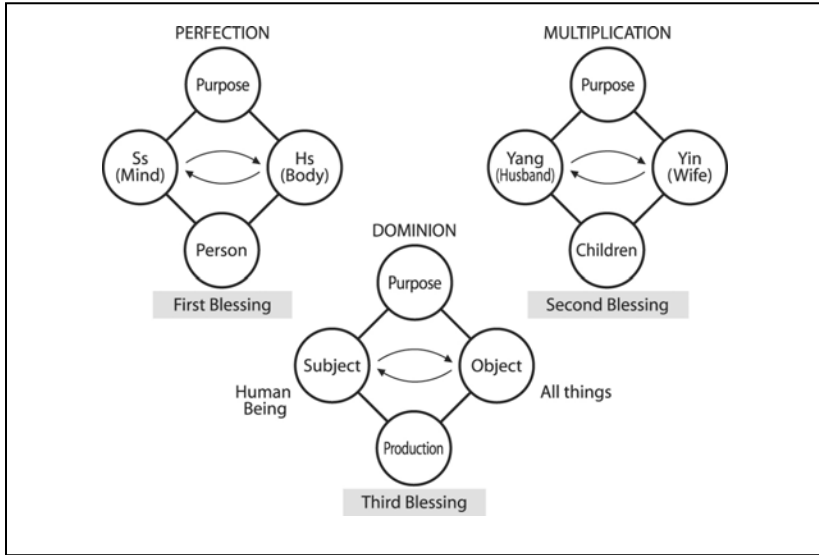 PERFECTION
Purpose
Ss
(Mind)
Hs
(Body)
Person
First Blessing
MULTIPLICATION
Purpose
Yang
(Husband)
Yin
(Wife)
Children
Second Blessing
DOMINION
Purpose
Subject
Object
Human
Being
All things
Production
Third Blessing